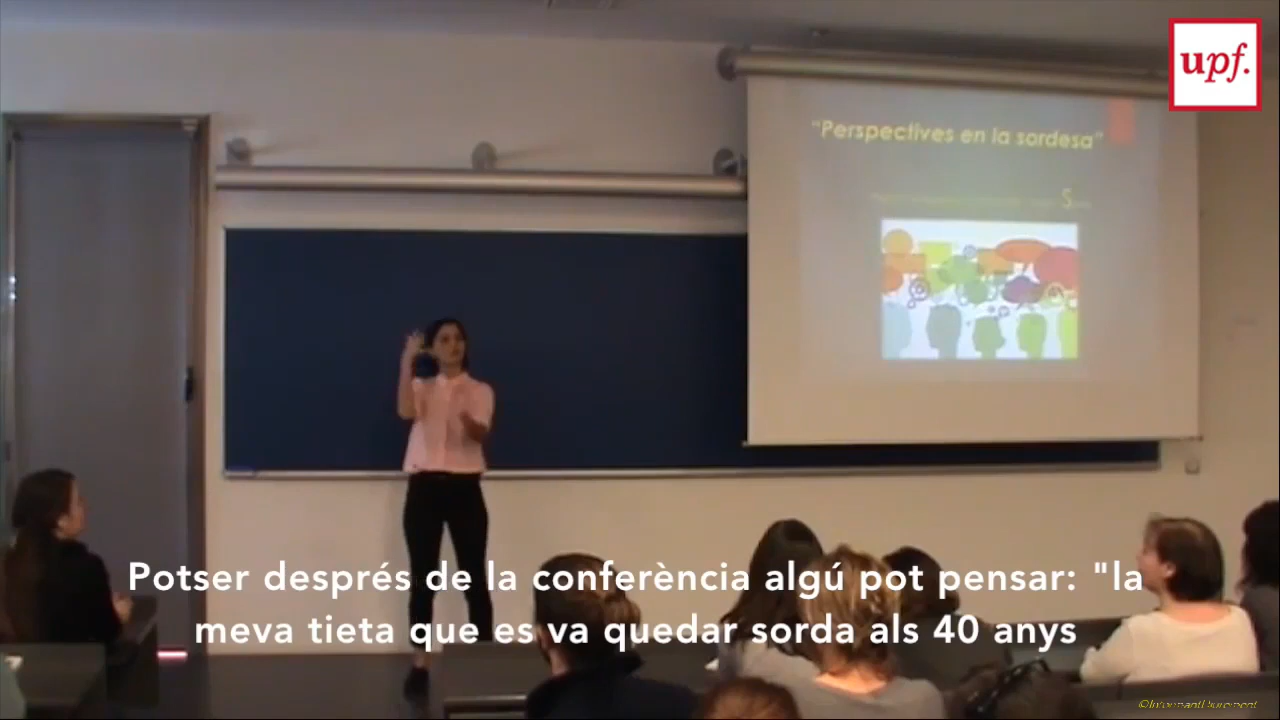 upf.
"Perspectives en la sordesa"
S
Potser després de la conferència algú pot pensar: "la
meva tieta que es va quedar sorda als 40 anys